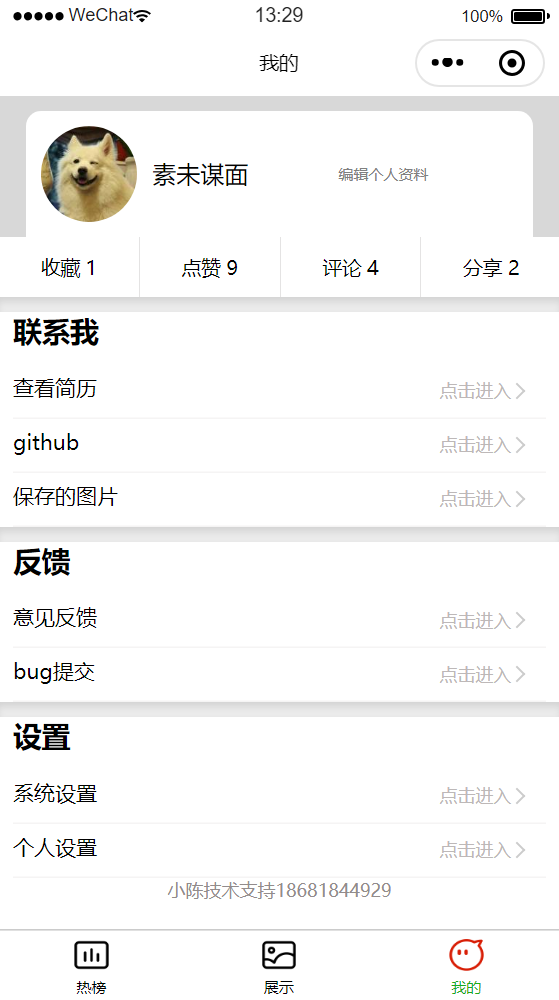 WeChat 13:29 100%
我的
素未谋面 编辑个人资料
收藏 1 点赞 9 评论 4 分享 2
联系我
查看简历 点击进入
github 点击进入
保存的图片 点击进入
反馈
意见反馈 点击进入
bug提交 点击进入
设置
系统设置 点击进入
个人设置 点击进入
小陈技术支持18681844929
热榜 展示 我的